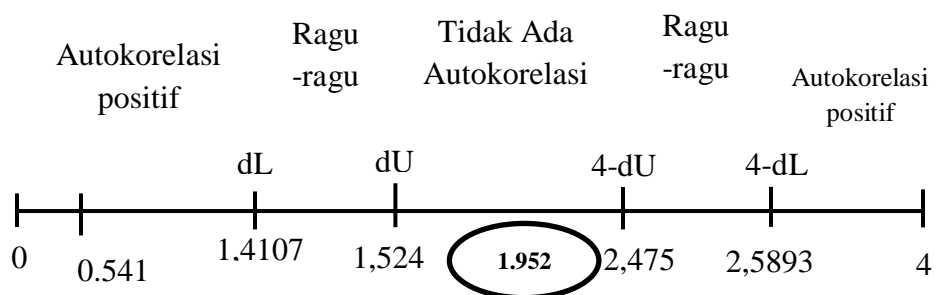 Autokorelasi
positif
Ragu
-ragu
Tidak Ada
Autokorelasi
Ragu
-ragu
Autokorelasi
positif
dL
dU
4-dU
4-dL
0
0.541
1,4107
1,524
1.952
2,475
2,5893
4